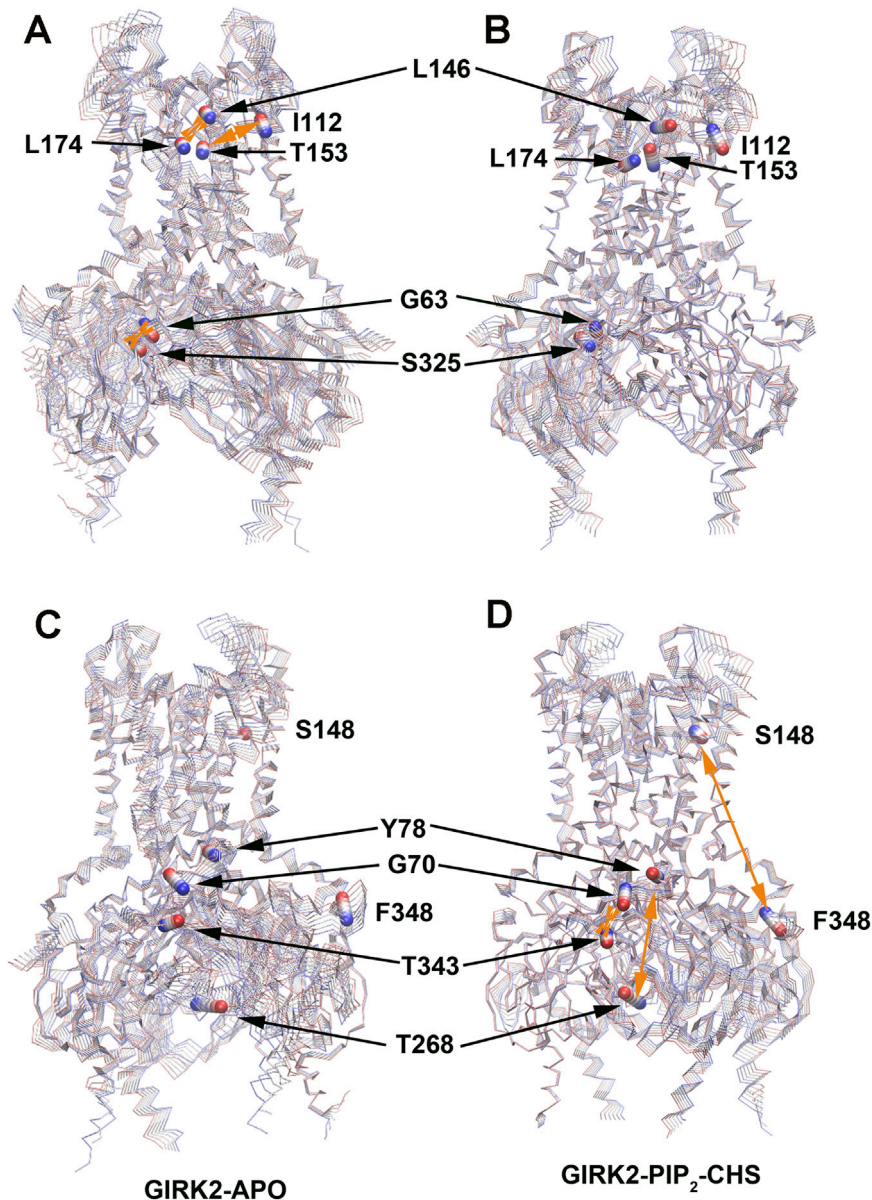 A
B
L146
L174
I112
T153
L174
I112
T153
G63
S325
C
D
S148
S148
Y78
G70
F348
F348
T343
T268
GIRK2-APO
GIRK2-PIP2-CHS